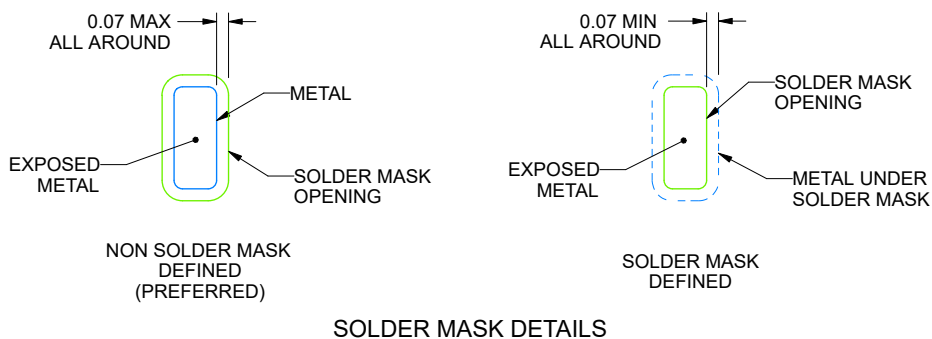 0.07 MAX
ALL AROUND
METAL
EXPOSED
METAL
SOLDER MASK
OPENING
NON SOLDER MASK
DEFINED
(PREFERRED)
0.07 MIN
ALL AROUND
SOLDER MASK
OPENING
EXPOSED
METAL
METAL UNDER
SOLDER MASK
SOLDER MASK
DEFINED
SOLDER MASK DETAILS